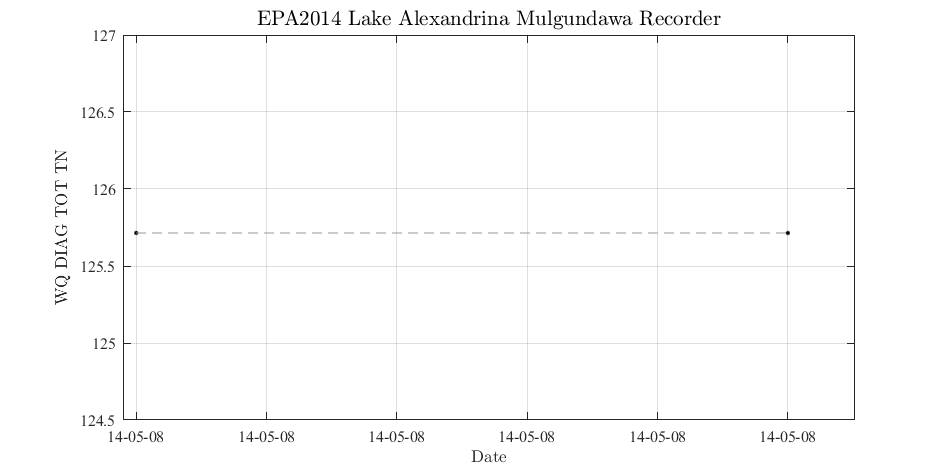 EPA2014 Lake Alexandrina Mulgundawa Recorder
127
126.5
126
125.5
125
124.5
WQ DIAG TOT TN
14-05-08 14-05-08 14-05-08 14-05-08 14-05-08 14-05-08
Date